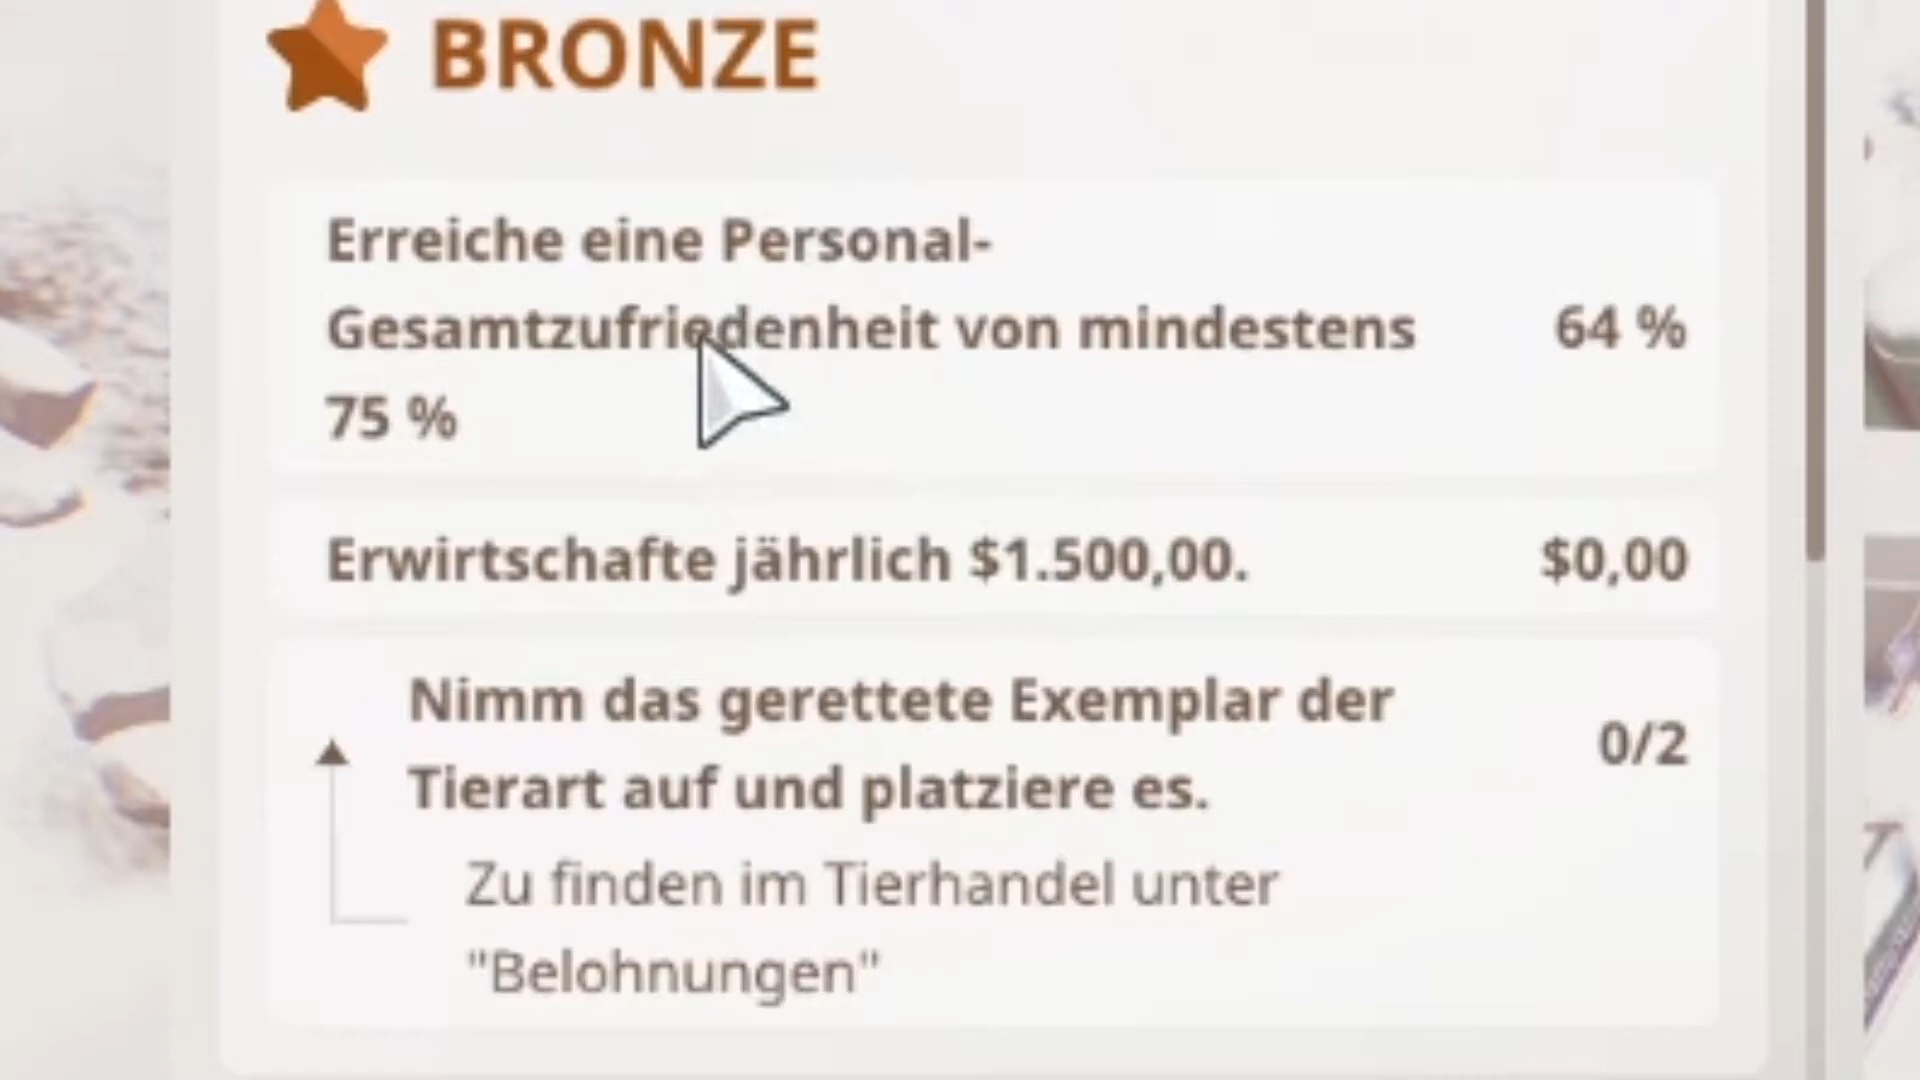 BRONZE
Erreiche eine Personal-
Gesamtzufriedenheit von mindestens 64 %
75 %
Erwirtschafte jährlich $1.500,00. $0,00
Nimm das gerettete Exemplar der
Tierart auf und platziere es. 0/2
Zu finden im Tierhandel unter
"Belohnungen"